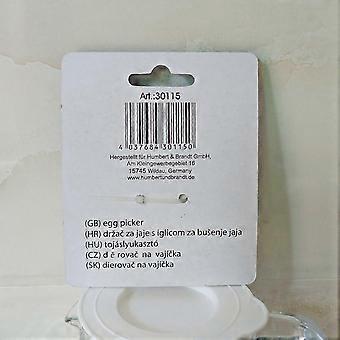 Art.:30115
4 037684 301150
Hergestellt für Humbert & Brandt GmbH,
Am Kleingewerbegebiet 16
15745 Wildau, Germany
www.humbertundbrandt.de
(GB) egg picker
(HR) držač za jaje s iglicom za bušenje jaja
(HU) tojáslyukasztó
(CZ) d ě rovač na vajíčka
(SK) dierovač na vajíčka